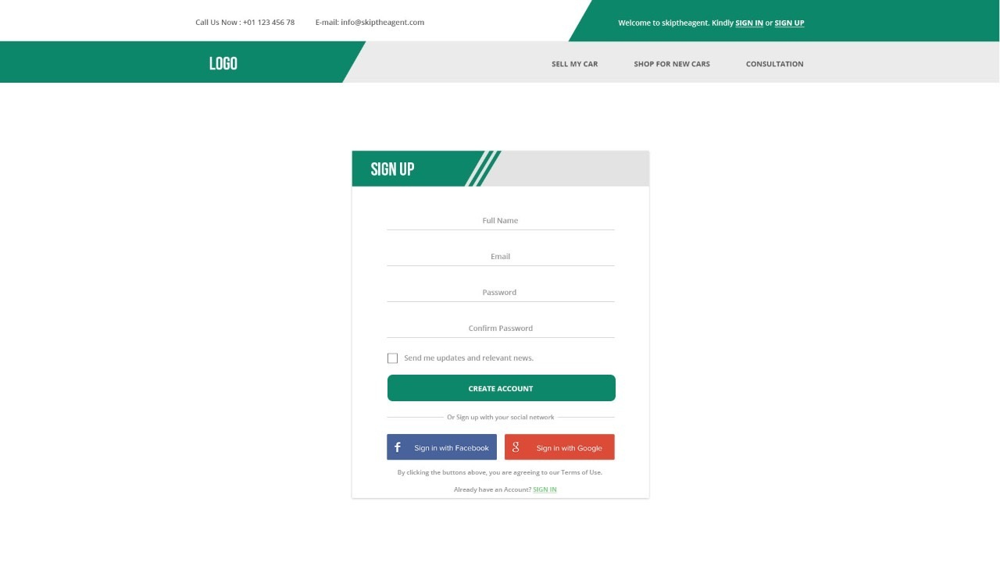 Call Us Now : +01 123 456 78 E-mail: info@skiptheagent.com Welcome to skiptheagent. Kindly SIGN IN or SIGN UP
LOGO SELL MY CAR SHOP FOR NEW CARS CONSULTATION
SIGN UP
Full Name
Email
Password
Confirm Password
Send me updates and relevant news.
CREATE ACCOUNT
Or Sign up with your social network
f Sign in with Facebook g Sign in with Google
By clicking the buttons above, you are agreeing to our Terms of Use.
Already have an Account? SIGN IN